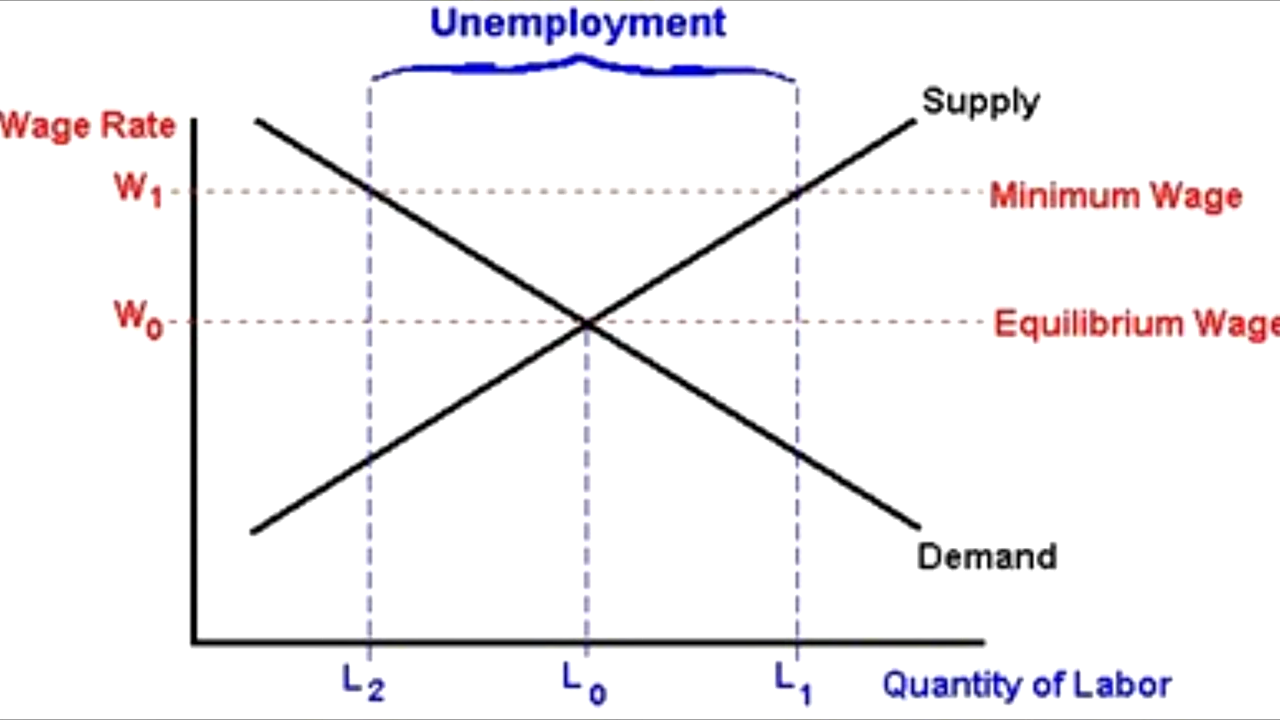 Unemployment
Supply
Wage Rate
W1
Minimum Wage
W0
Equilibrium Wage
Demand
L2
L0
L1
Quantity of Labor